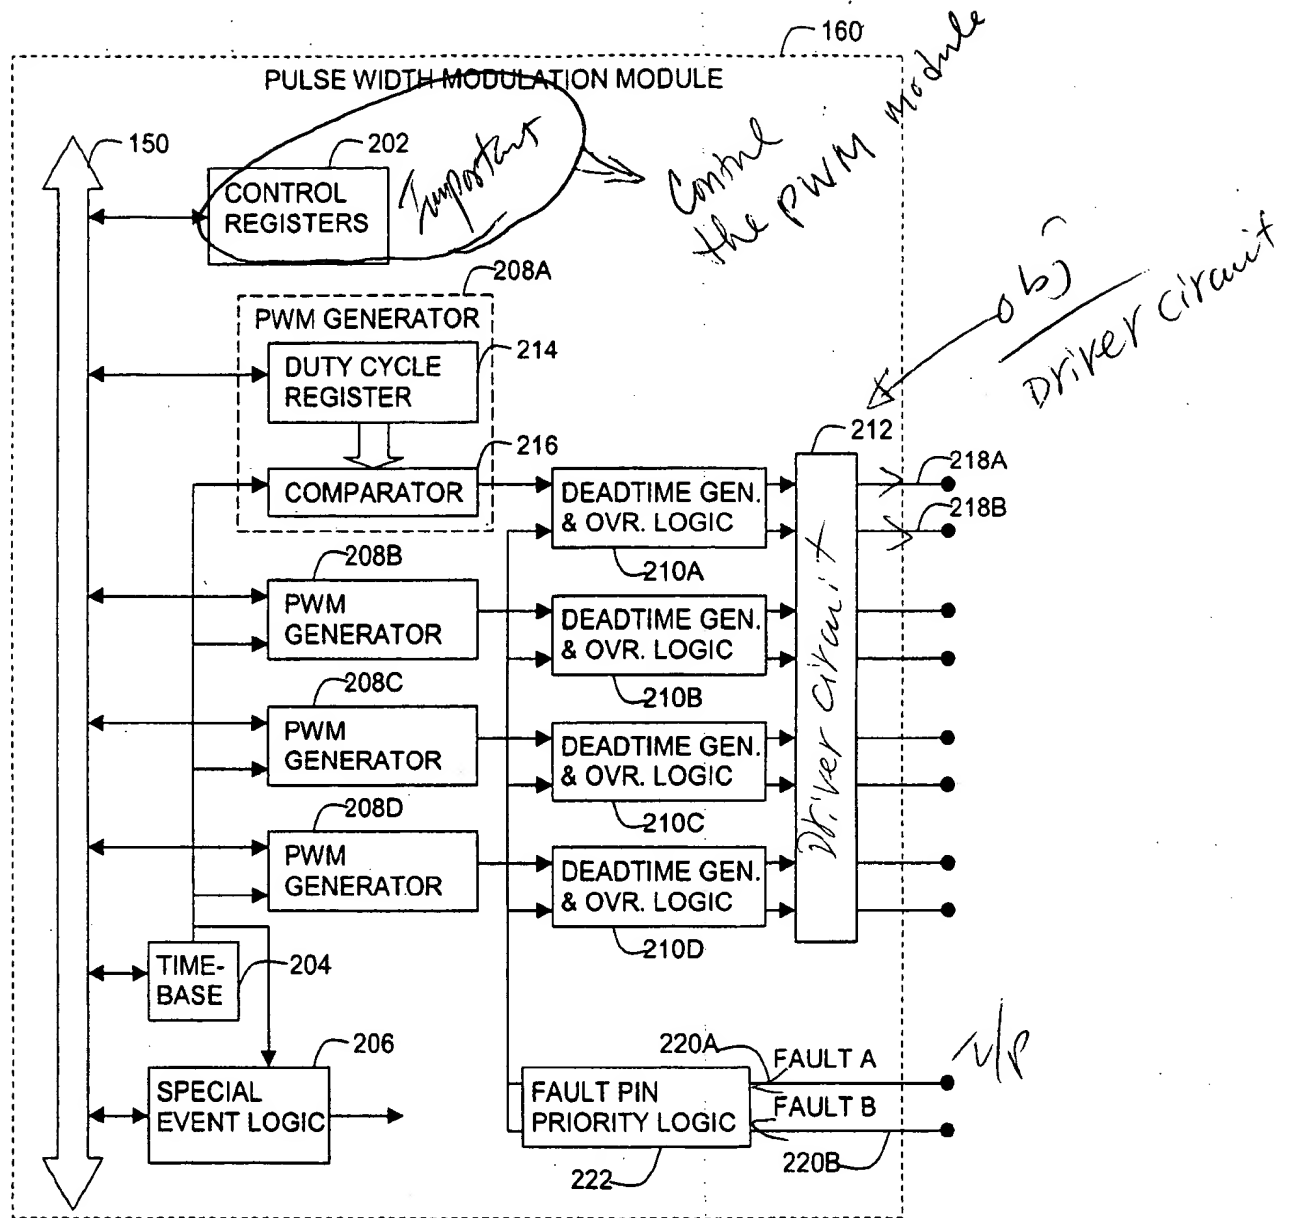 160
PULSE WIDTH MODULATION MODULE
150
202
CONTROL
REGISTERS
Important
Control
the PWM Module
208A
PWM GENERATOR
DUTY CYCLE
REGISTER
214
216
COMPARATOR
obj
Driver circuit
212
DEADTIME GEN.
& OVR. LOGIC
218A
218B
210A
208B
PWM
GENERATOR
DEADTIME GEN.
& OVR. LOGIC
210B
208C
PWM
GENERATOR
DEADTIME GEN.
& OVR. LOGIC
210C
208D
PWM
GENERATOR
DEADTIME GEN.
& OVR. LOGIC
210D
Driver circuit
TIME-
BASE
204
206
SPECIAL
EVENT LOGIC
220A
FAULT A
I/P
FAULT PIN
PRIORITY LOGIC
FAULT B
220B
222